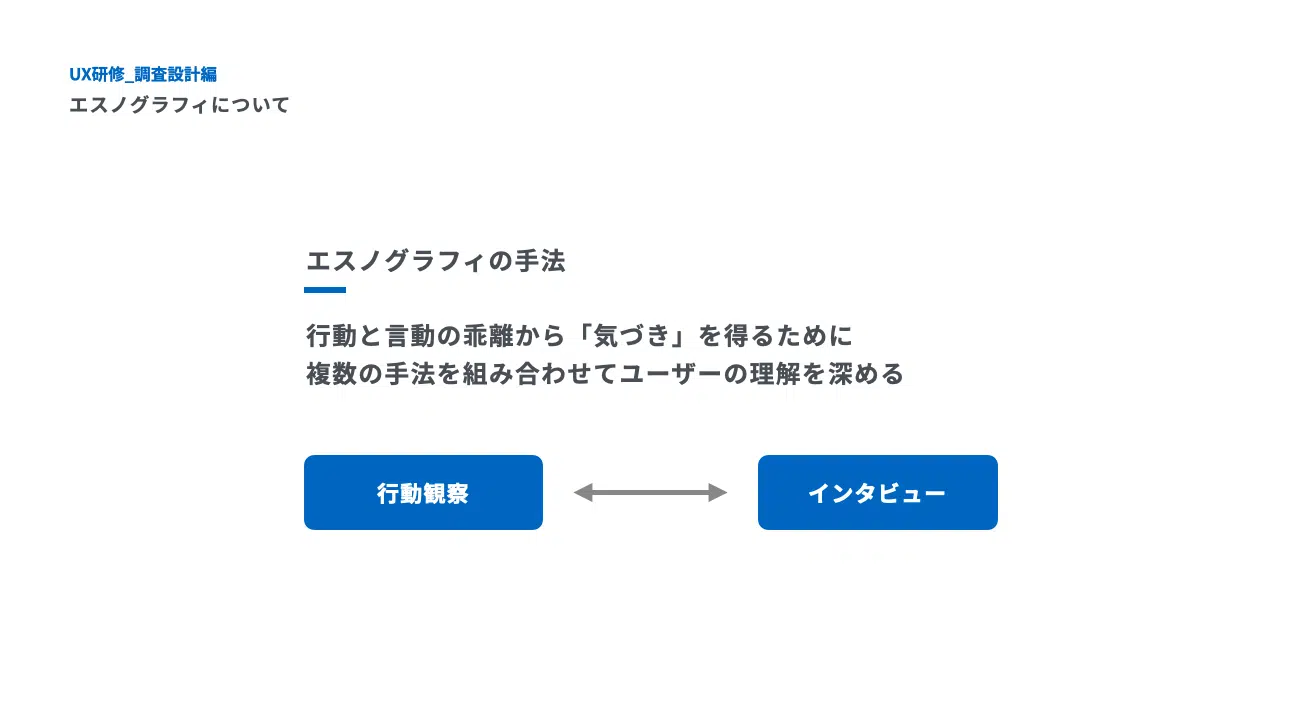 UX研修_調査設計編
エスノグラフィについて
エスノグラフィの手法
行動と言動の乖離から「気づき」を得るために
複数の手法を組み合わせてユーザーの理解を深める
行動観察
インタビュー